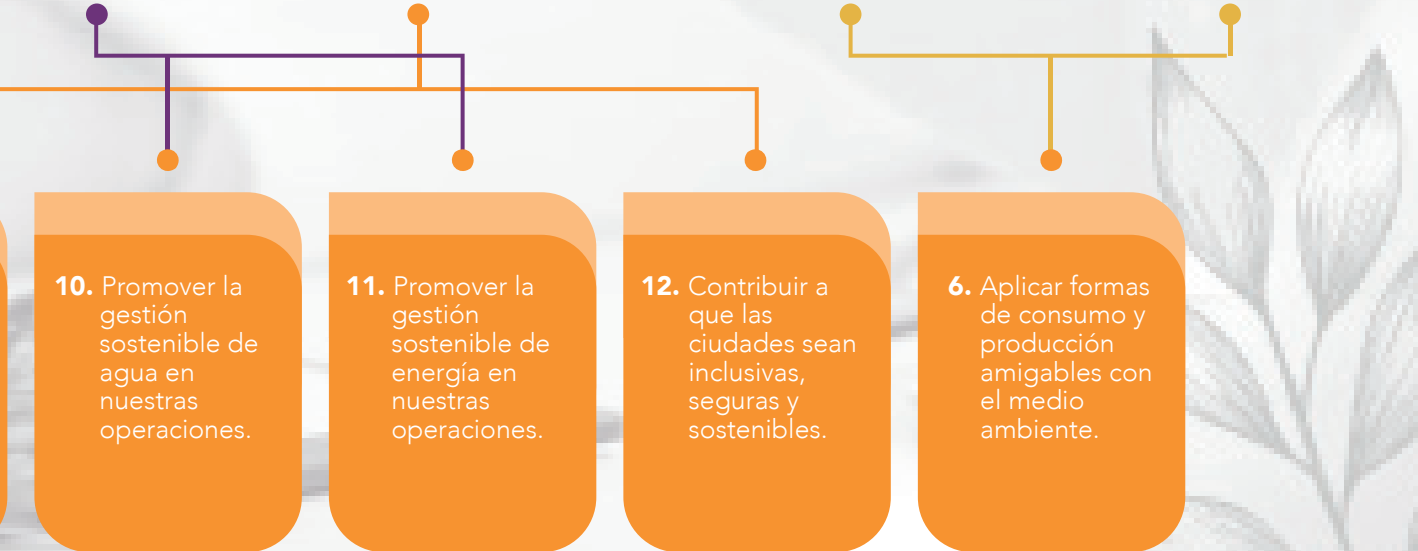 10. Promover la
gestión
sostenible de
agua en
nuestras
operaciones.
11. Promover la
gestión
sostenible de
energía en
nuestras
operaciones.
12. Contribuir a
que las
ciudades sean
inclusivas,
seguras y
sostenibles.
6. Aplicar formas
de consumo y
producción
amigables con
el medio
ambiente.